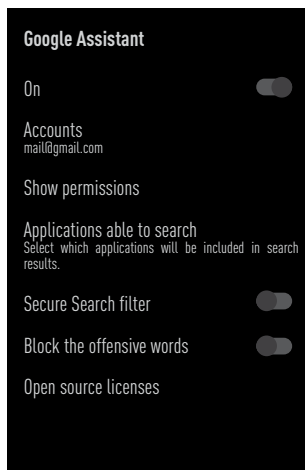 Google Assistant
On
Accounts
mail@gmail.com
Show permissions
Applications able to search
Select which applications will be included in search
results.
Secure Search filter
Block the offensive words
Open source licenses